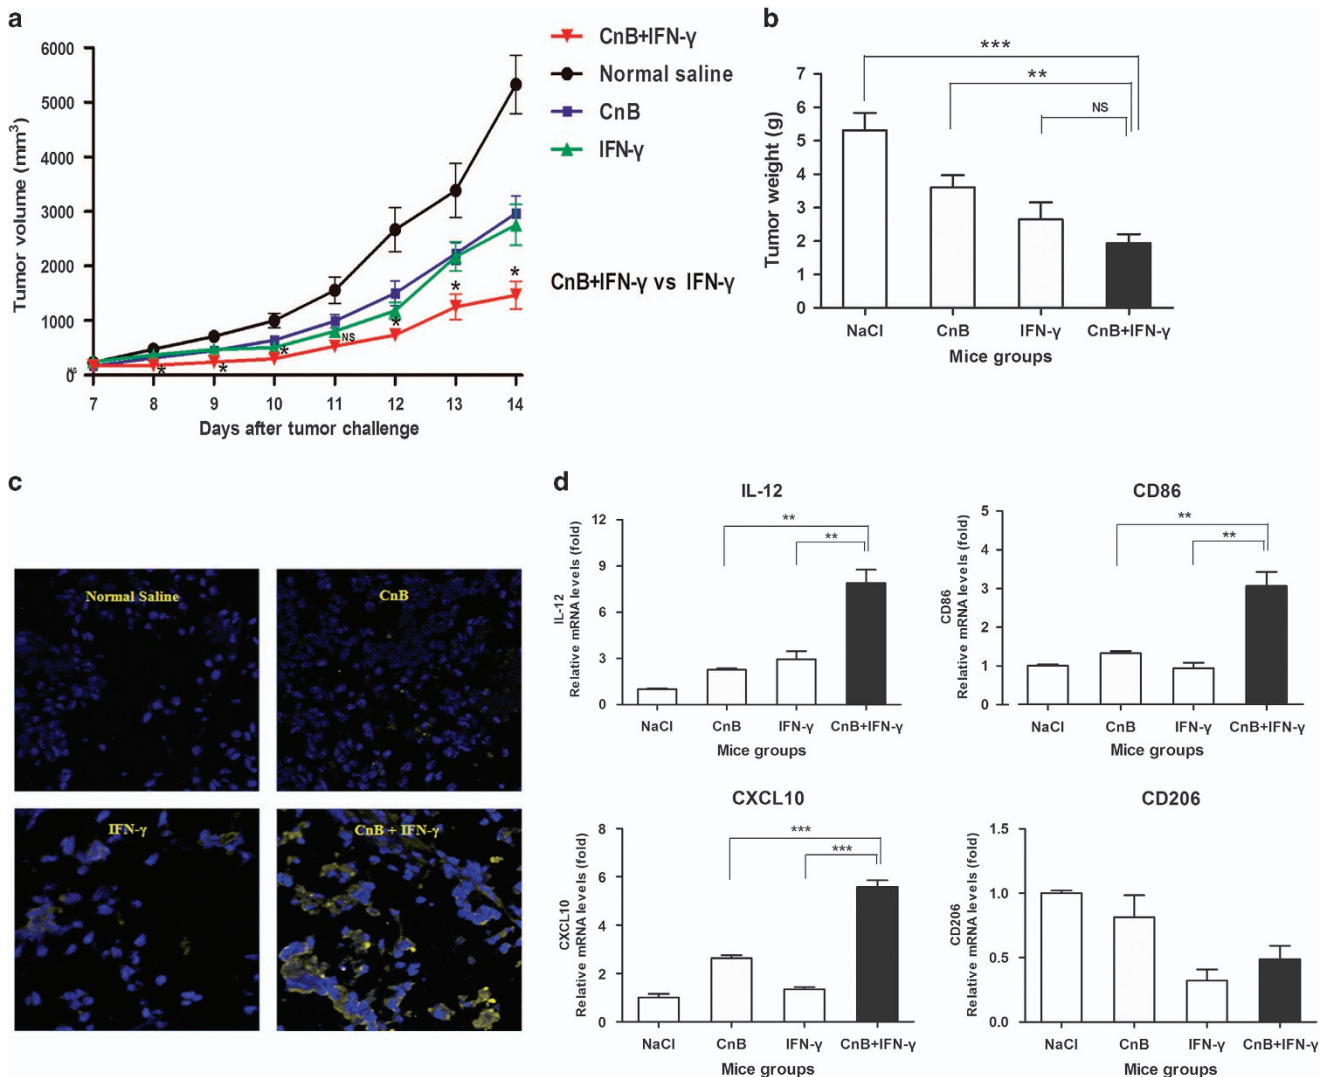 a
CnB+IFN-γ
Normal saline
CnB
IFN-γ
CnB+IFN-γ vs IFN-γ
Tumor volume (mm3)
6000
5000
4000
3000
2000
1000
0
NS
*
*
*
NS
*
*
*
7 8 9 10 11 12 13 14
Days after tumor challenge
b
***
**
NS
Tumor weight (g)
7
6
5
4
3
2
1
0
NaCl CnB IFN-γ CnB+IFN-γ
Mice groups
c
Normal Saline
CnB
IFN-γ
CnB + IFN-γ
d
IL-12
**
**
IL-12
Relative mRNA levels (fold)
12
9
6
3
0
NaCl CnB IFN-γ CnB+IFN-γ
Mice groups
CD86
**
**
CD86
Relative mRNA levels (fold)
5
4
3
2
1
0
NaCl CnB IFN-γ CnB+IFN-γ
Mice groups
CXCL10
***
***
CXCL10
Relative mRNA levels (fold)
8
6
4
2
0
NaCl CnB IFN-γ CnB+IFN-γ
Mice groups
CD206
CD206
Relative mRNA levels (fold)
1.5
1.0
0.5
0.0
NaCl CnB IFN-γ CnB+IFN-γ
Mice groups